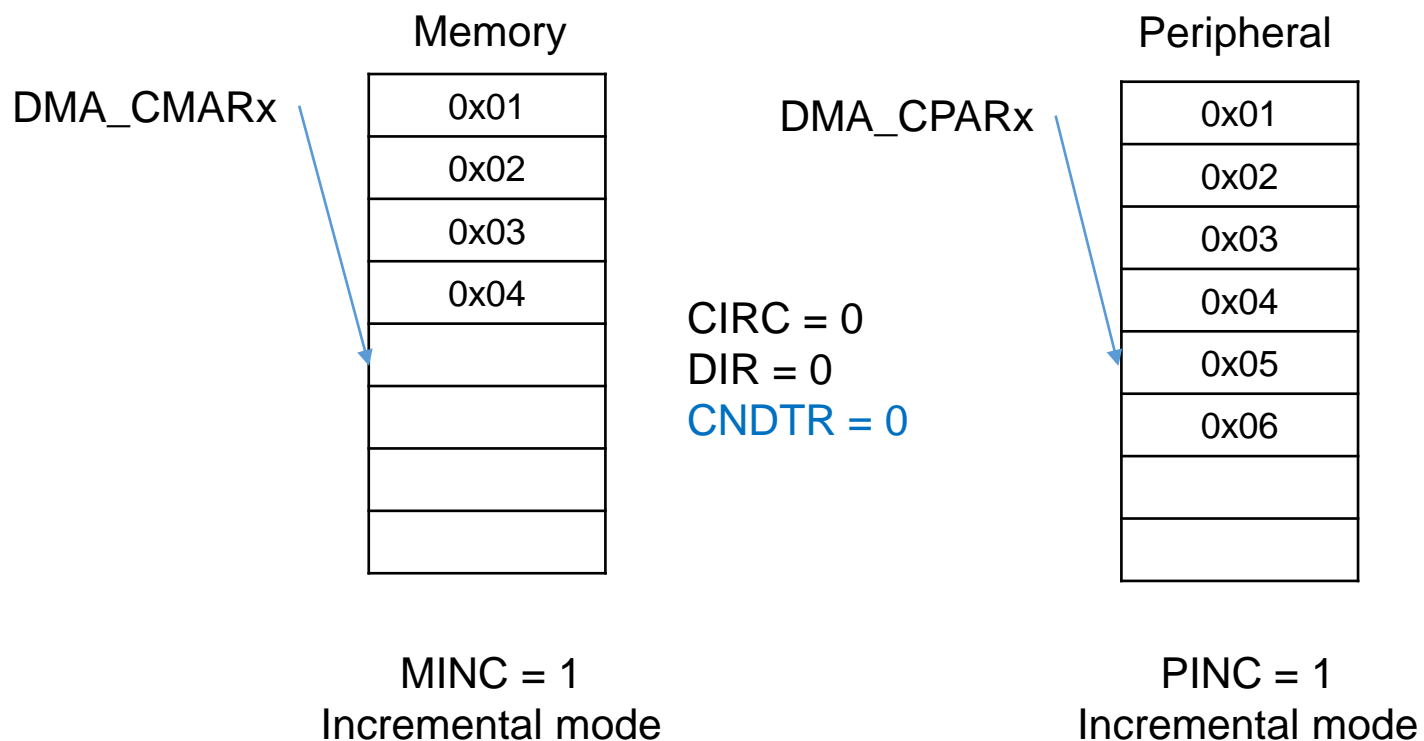 Memory
DMA_CMARx
0x01
0x02
0x03
0x04
CIRC = 0
DIR = 0
CNDTR = 0
MINC = 1
Incremental mode
Peripheral
DMA_CPARx
0x01
0x02
0x03
0x04
0x05
0x06
PINC = 1
Incremental mode